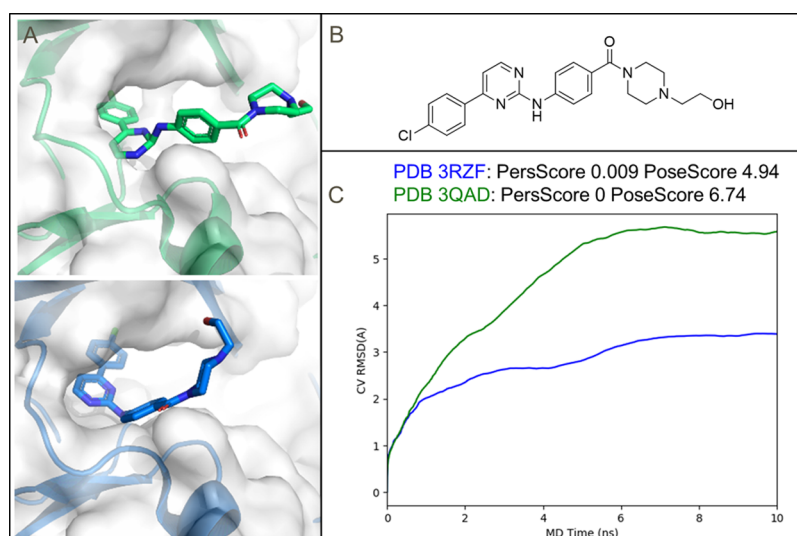 A
B
O
N
N
N
H
N
N
OH
Cl
PDB 3RZF: PersScore 0.009 PoseScore 4.94
PDB 3QAD: PersScore 0 PoseScore 6.74
C
CV RMSD(A)
5
4
3
2
1
0
0
2
4
6
8
10
MD Time (ns)